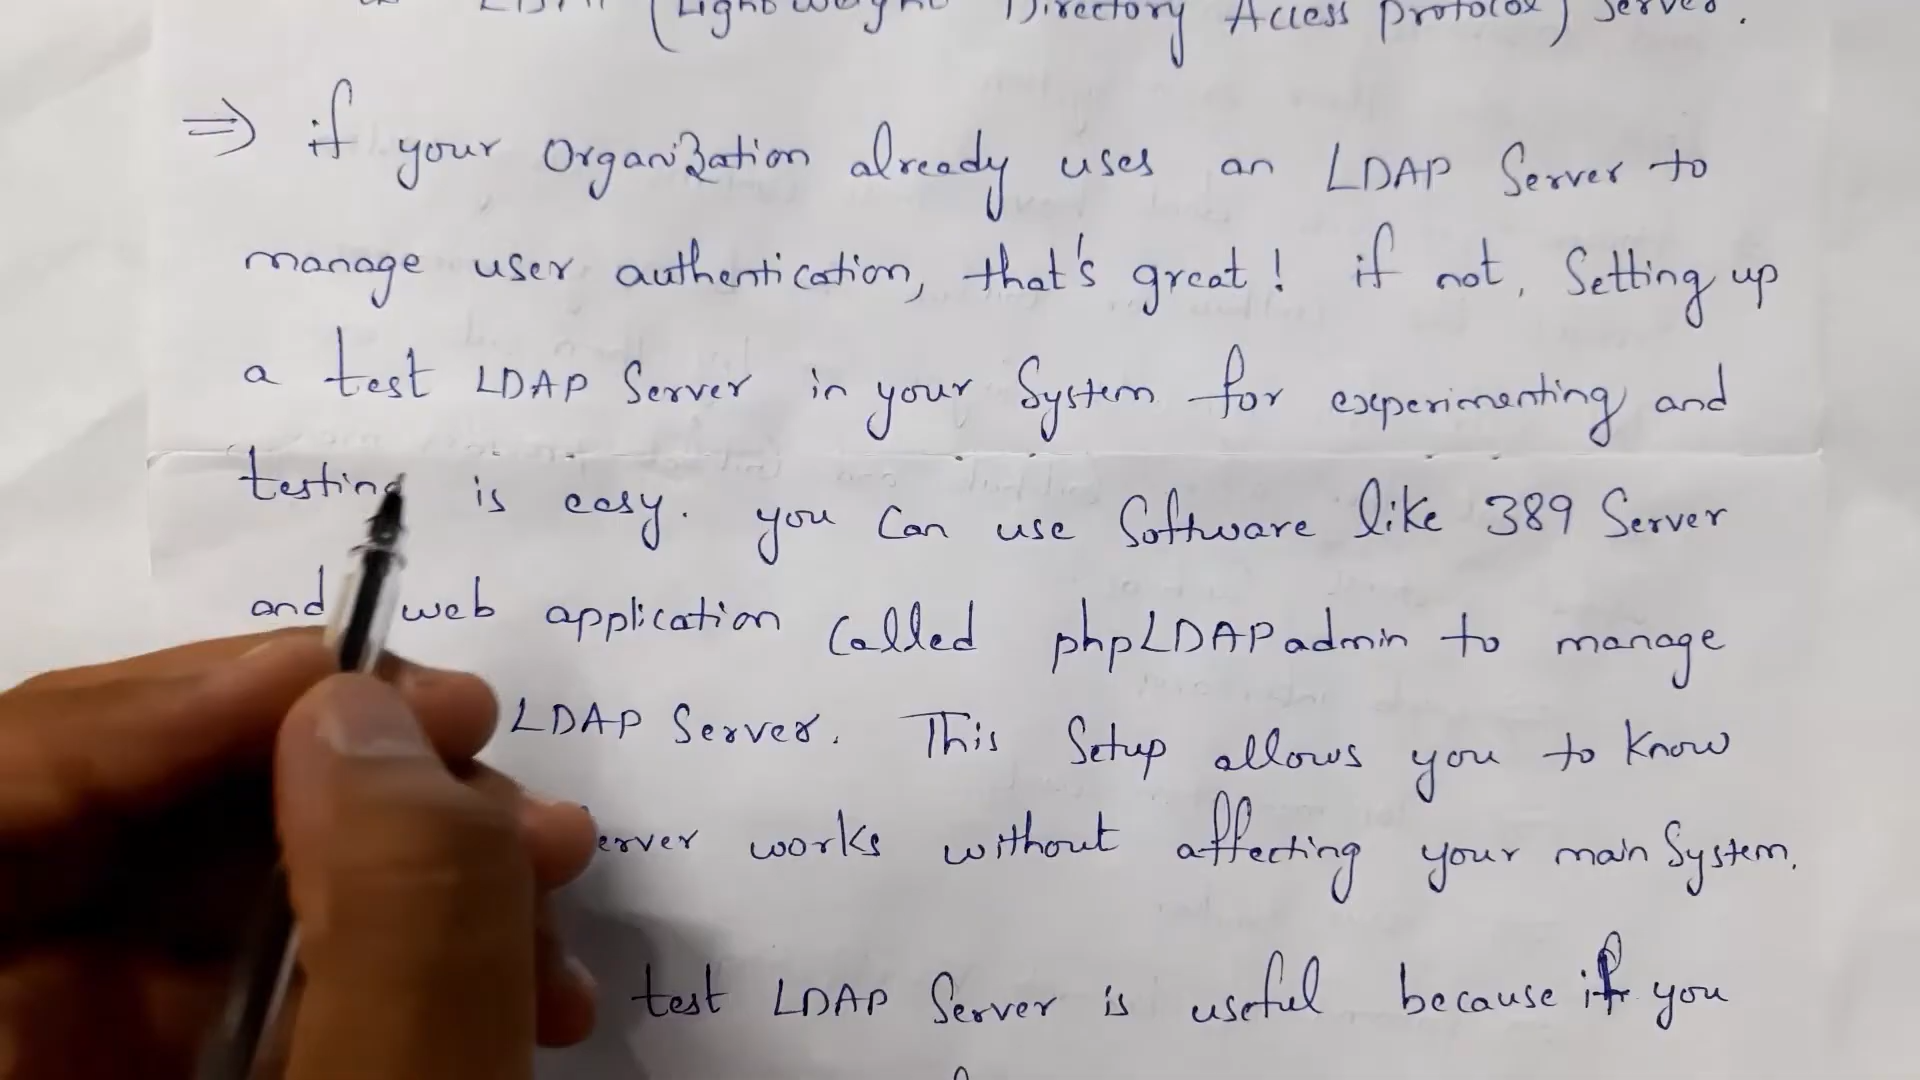 LDAP (Lightweight Directory Access Protocol) Server.
⇒ if your Organization already uses an LDAP Server to
manage user authentication, that's great! if not, Setting up
a test LDAP Server in your System for experimenting and
testing is easy. you can use Software like 389 Server
and web application called phpLDAPadmin to manage
LDAP Server. This Setup allows you to know
erver works without affecting your main System.
test LDAP Server is useful because if you